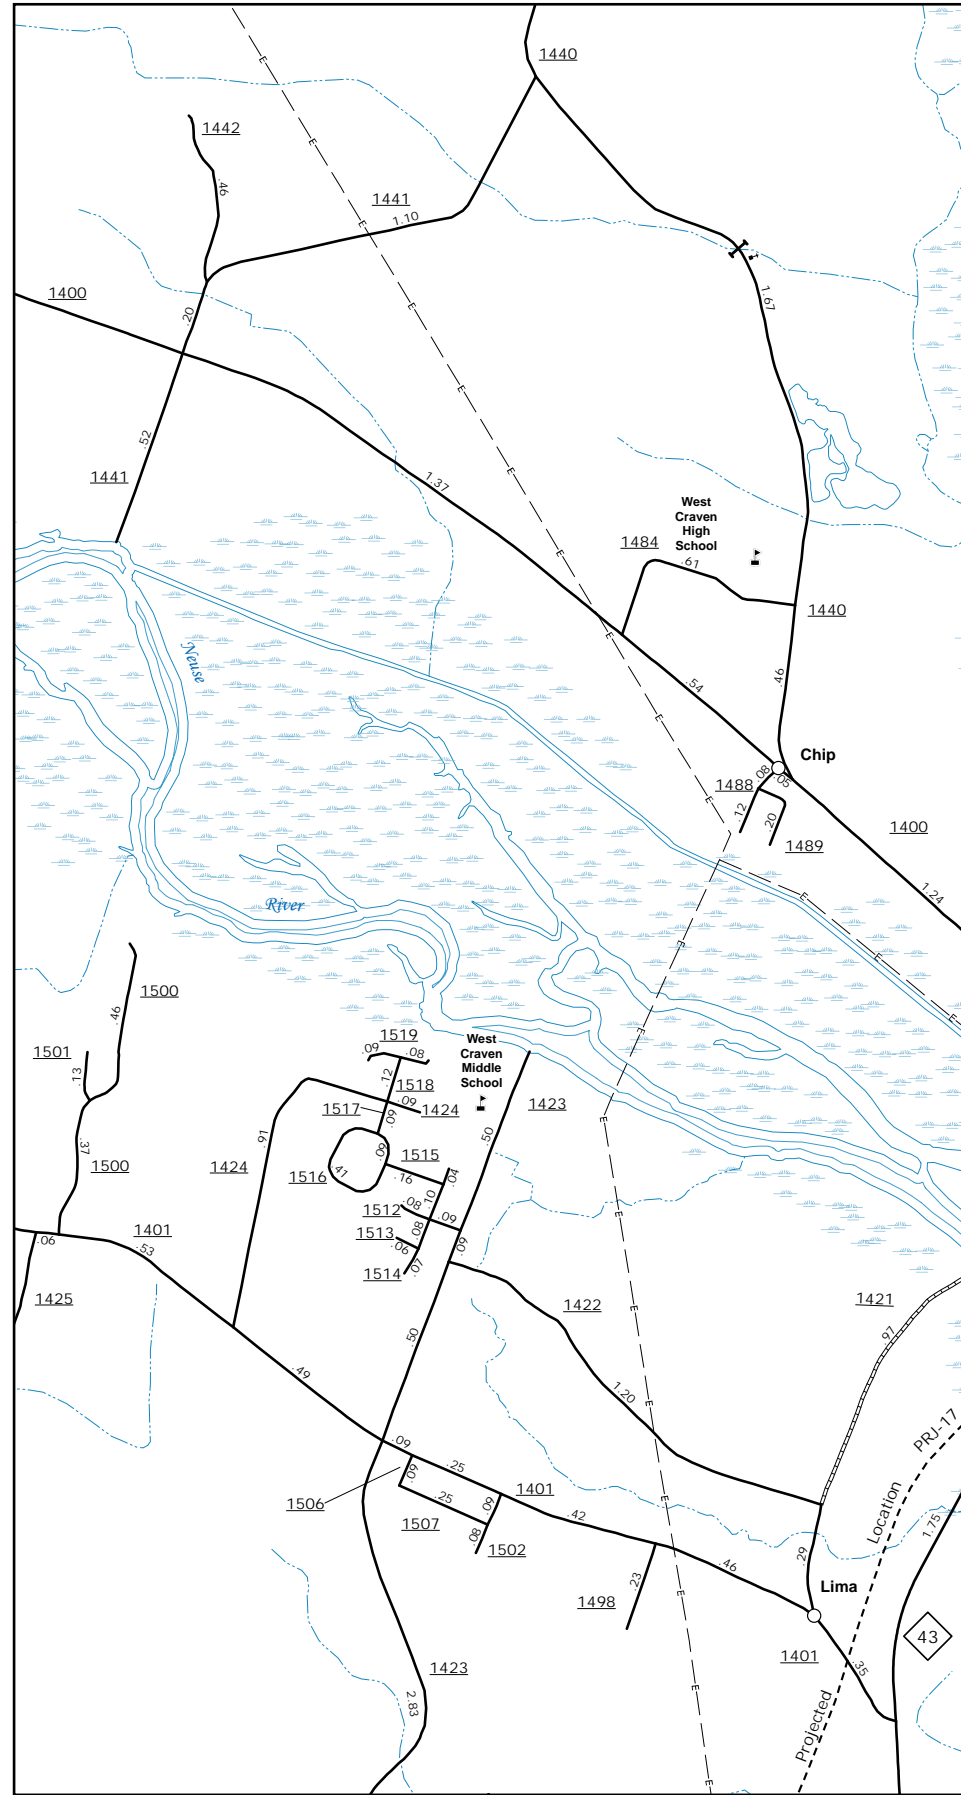 1440
E
1442
E
.46
1441
E
1.10
1400
1.67
.20
E
E
.52
1441
1.37
E
West
Craven
High
School
1484
.61
E
1440
Neuse
E
.46
.54
E
Chip
.08
.05
1488
E
.12
.20
1489
1400
1.24
River
E
E
E
E
E
1500
.46
1519
West
Craven
Middle
School
1501
.09
.08
.13
.12
1518
1517
.09
1424
1423
.09
E
.91
.50
.37
1500
1424
1516
.41
.09
1515
.16
.04
1512
.08
.10
.09
E
1401
1513
.08
.06
.09
.06
.53
1514
.07
1425
1422
1421
E
.97
.50
.49
1.20
E
PRJ-17
.09
.25
.09
1401
E
1506
.25
.09
.42
Location
1.75
1507
.08
1502
.29
.46
.23
Lima
1498
E
43
1401
.35
1423
E
2.83
Projected
E